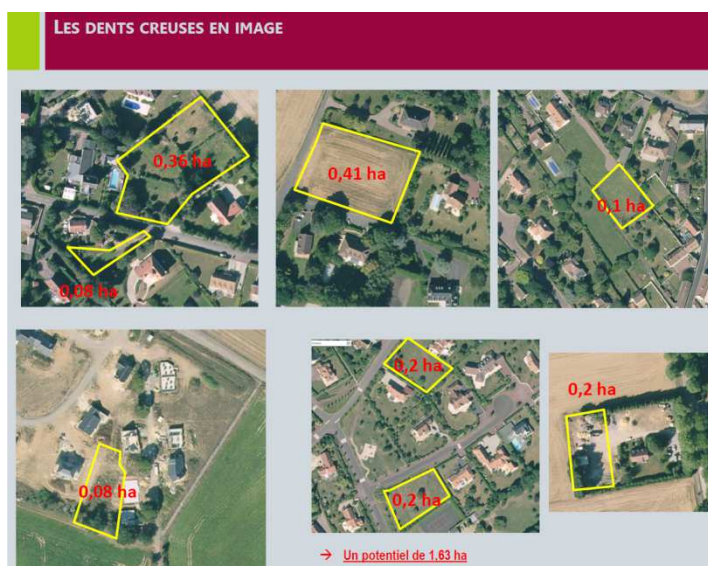 LES DENTS CREUSES EN IMAGE
0,36 ha
0,08 ha
0,41 ha
0,1 ha
0,08 ha
0,2 ha
0,2 ha
0,2 ha
→ Un potentiel de 1,63 ha